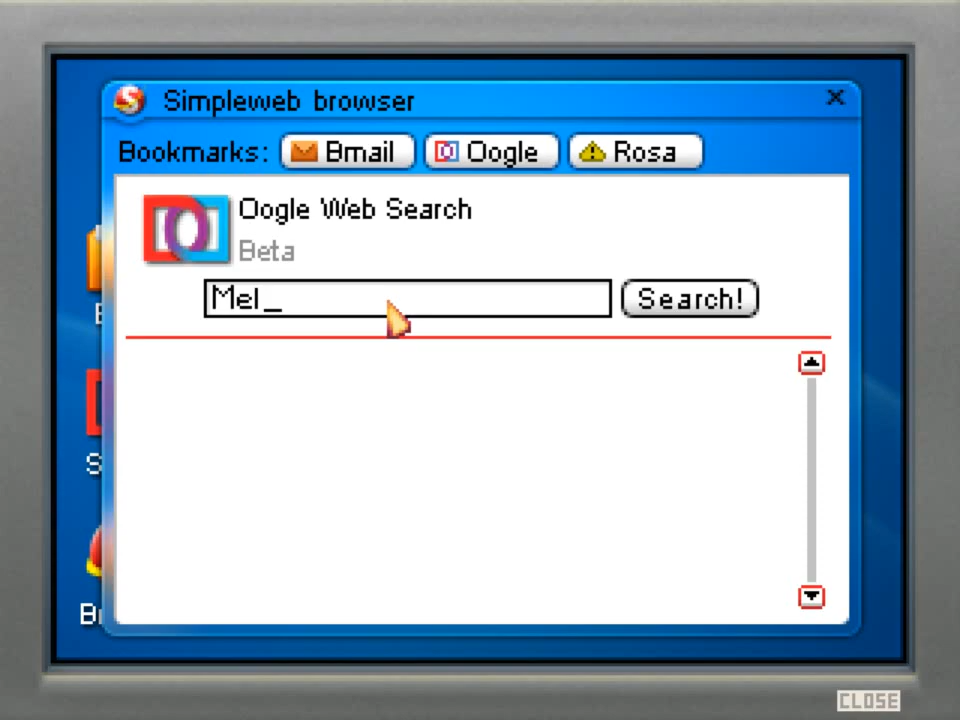 Simpleweb browser
Bookmarks: Bmail Oogle Rosa
Oogle Web Search
Beta
Mel_ Search!
CLOSE